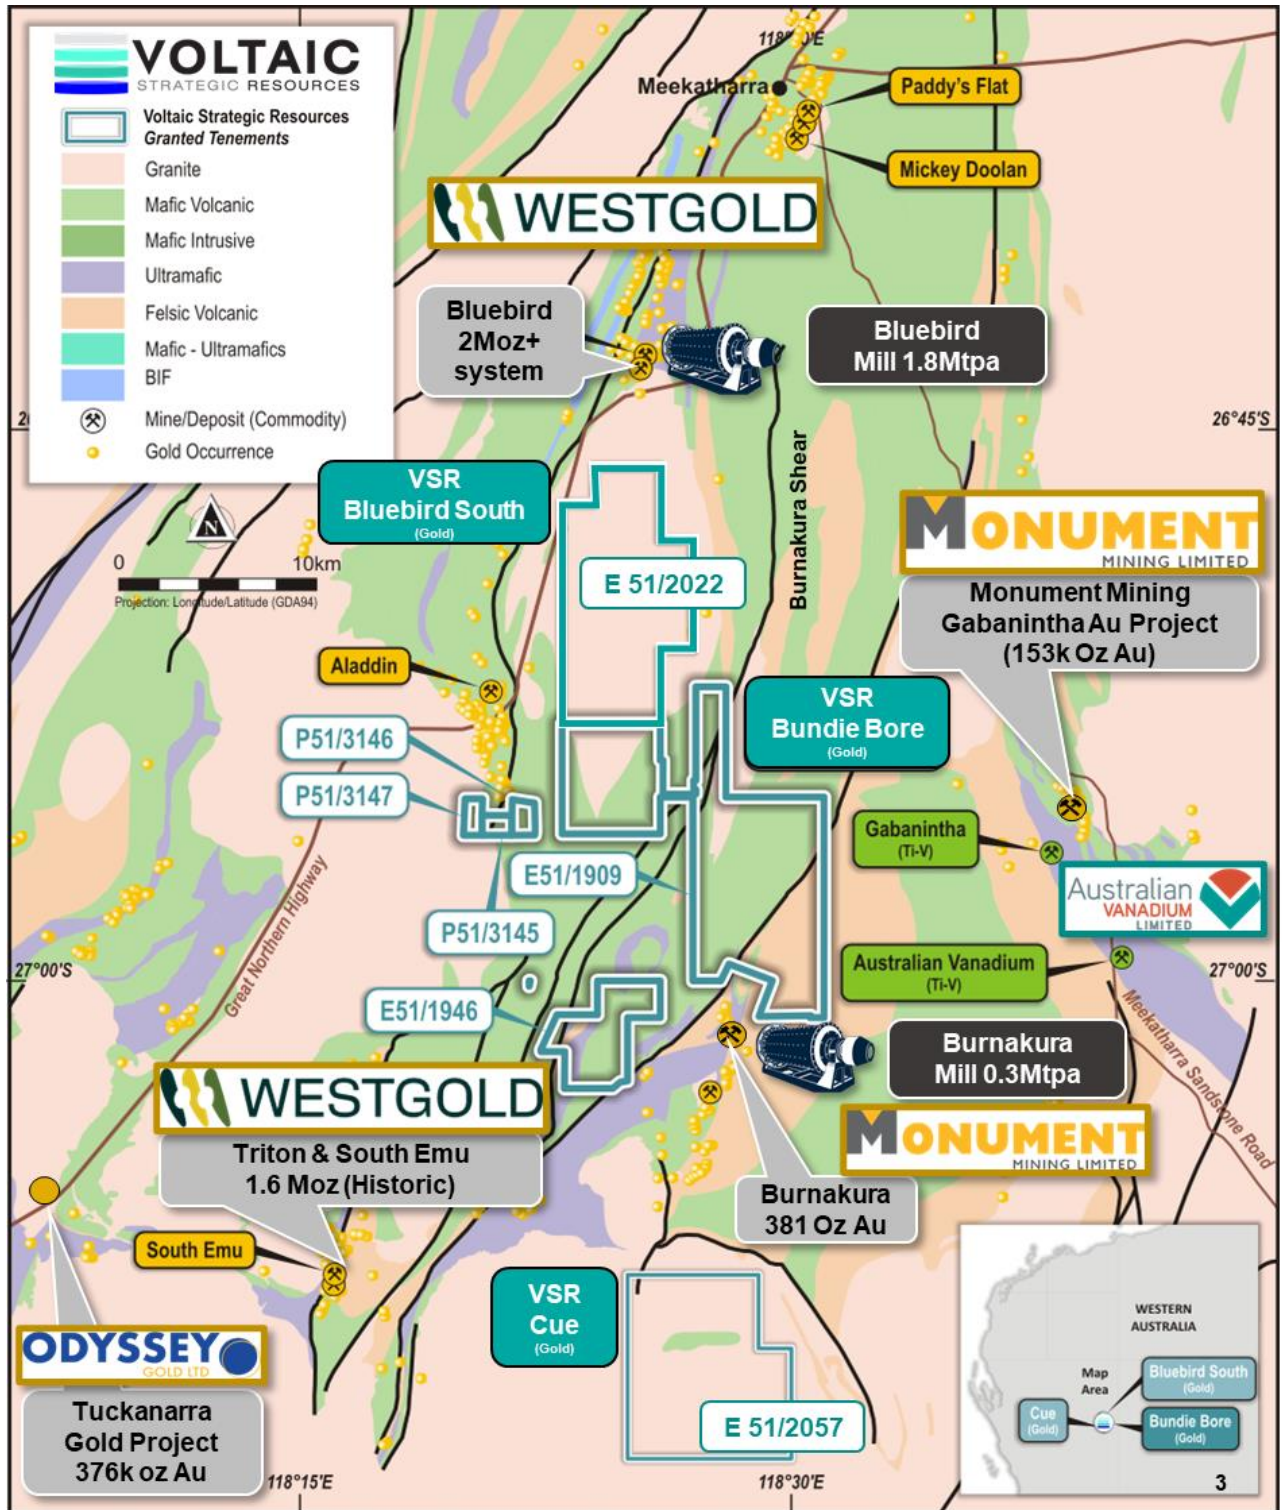 VOLTAIC
STRATEGIC RESOURCES
Voltaic Strategic Resources
Granted Tenements
Granite
Mafic Volcanic
Mafic Intrusive
Ultramafic
Felsic Volcanic
Mafic - Ultramafics
BIF
Mine/Deposit (Commodity)
Gold Occurrence
N
0
10km
Projection: Longitude/Latitude (GDA94)
Meekatharra
Paddy's Flat
Mickey Doolan
WESTGOLD
Bluebird
2Moz+
system
Bluebird
Mill 1.8Mtpa
26°45'S
VSR
Bluebird South
(Gold)
Burnakura Shear
E 51/2022
MONUMENT
MINING LIMITED
Monument Mining
Gabanintha Au Project
(153k Oz Au)
Aladdin
VSR
Bundie Bore
(Gold)
P51/3146
P51/3147
E51/1909
P51/3145
Gabanintha
(Ti-V)
Australian
VANADIUM
LIMITED
Great Northern Highway
27°00'S
Australian Vanadium
(Ti-V)
27°00'S
E51/1946
Meekatharra Sandstone Road
Burnakura
Mill 0.3Mtpa
WESTGOLD
Triton & South Emu
1.6 Moz (Historic)
MONUMENT
MINING LIMITED
Burnakura
381 Oz Au
South Emu
VSR
Cue
(Gold)
ODYSSEY
GOLD LTD
Tuckanarra
Gold Project
376k oz Au
E 51/2057
118°15'E
118°30'E
WESTERN
AUSTRALIA
Map
Area
Bluebird South
(Gold)
Cue
(Gold)
Bundie Bore
(Gold)
3